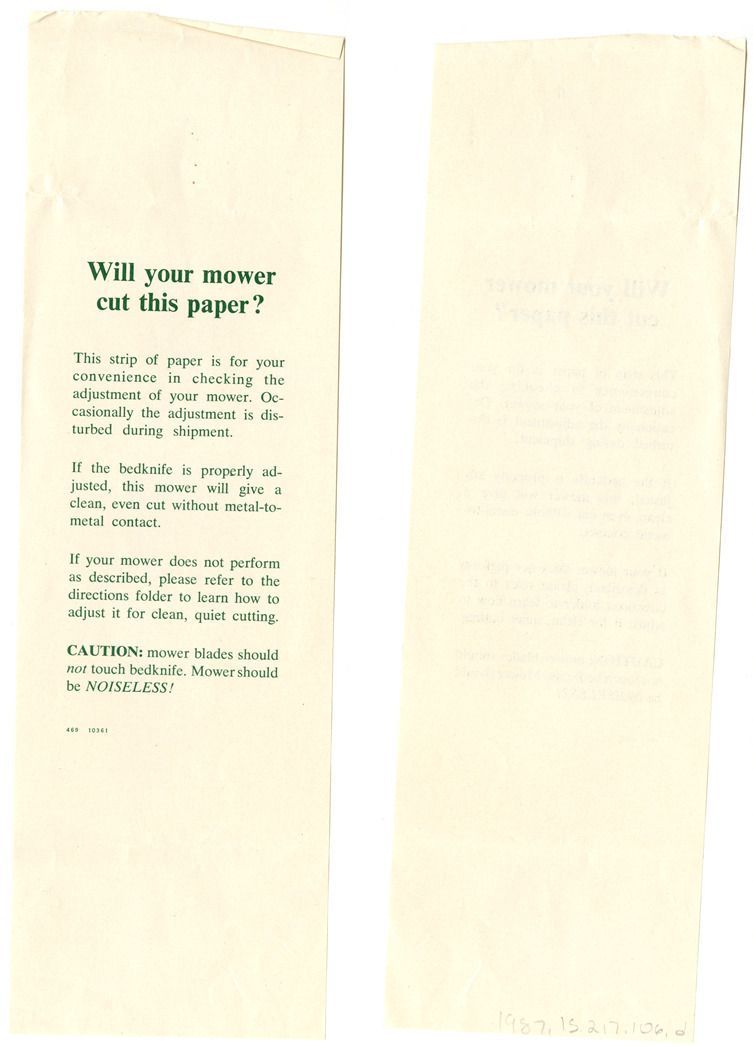 Will your mower
cut this paper?
This strip of paper is for your
convenience in checking the
adjustment of your mower. Oc-
casionally the adjustment is dis-
turbed during shipment.
If the bedknife is properly ad-
justed, this mower will give a
clean, even cut without metal-to-
metal contact.
If your mower does not perform
as described, please refer to the
directions folder to learn how to
adjust it for clean, quiet cutting.
CAUTION: mower blades should
not touch bedknife. Mower should
be NOISELESS!
469 10361
1987.15.217.106.d